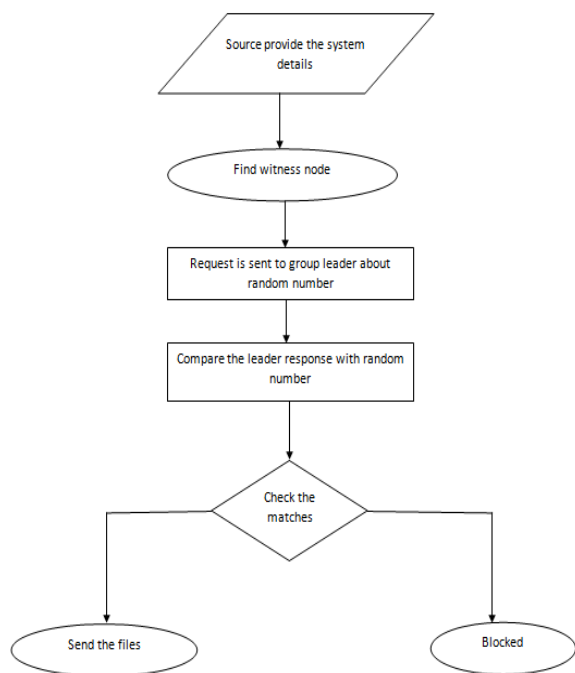 Source provide the system
details
Find witness node
Request is sent to group leader about
random number
Compare the leader response with random
number
Check the
matches
Send the files
Blocked